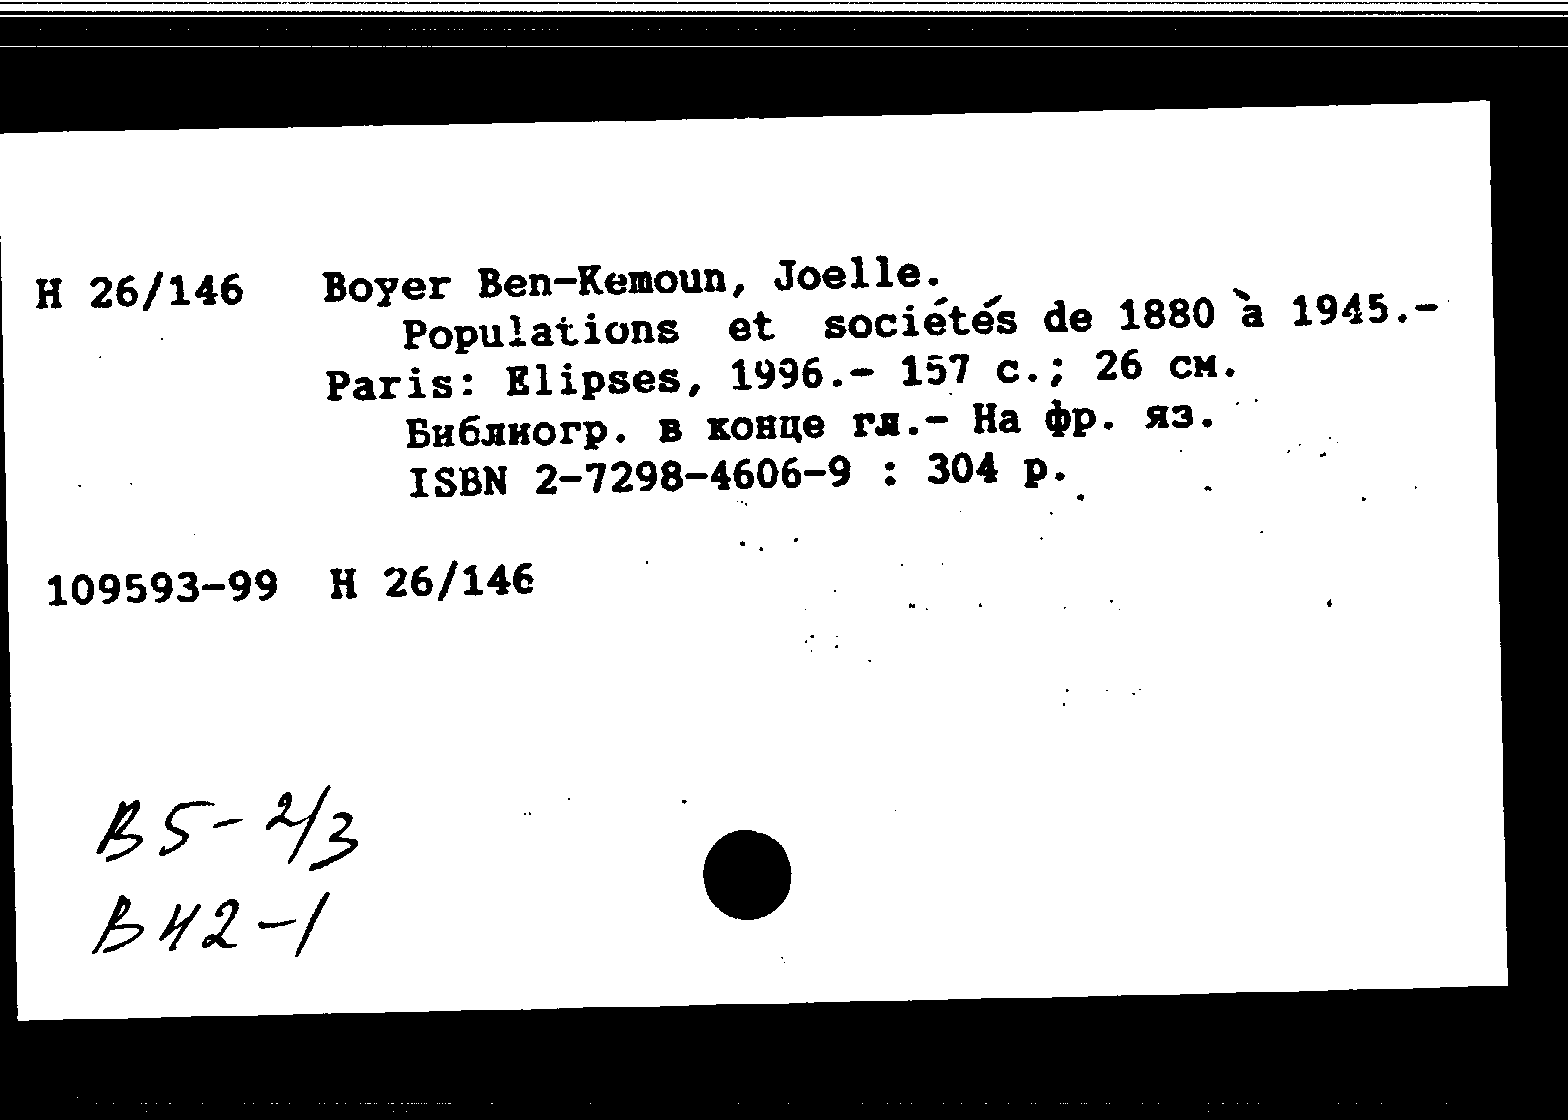 Н 26/146 Boyer Ben-Kemoun, Joelle.
Populations et sociétés de 1880 à 1945.-
Paris: Elipses, 1996.- 157 с.; 26 см.
Библиогр. в конце гл.- На фр. яз.
ISBN 2-7298-4606-9 : 304 р.
109593-99 Н 26/146
B5-2/3
B42-1